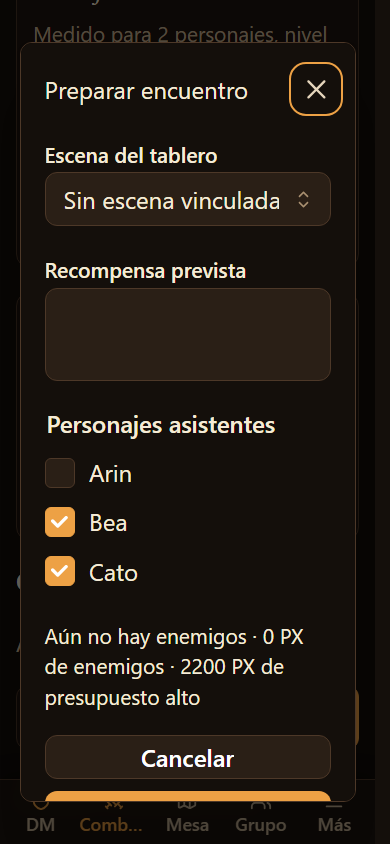 Medido para 2 personajes, nivel
Preparar encuentro
Escena del tablero
Sin escena vinculada
Recompensa prevista
Personajes asistentes
Arin
Bea
Cato
Aún no hay enemigos · 0 PX
de enemigos · 2200 PX de
presupuesto alto
Cancelar
DM
Comb...
Mesa
Grupo
Más